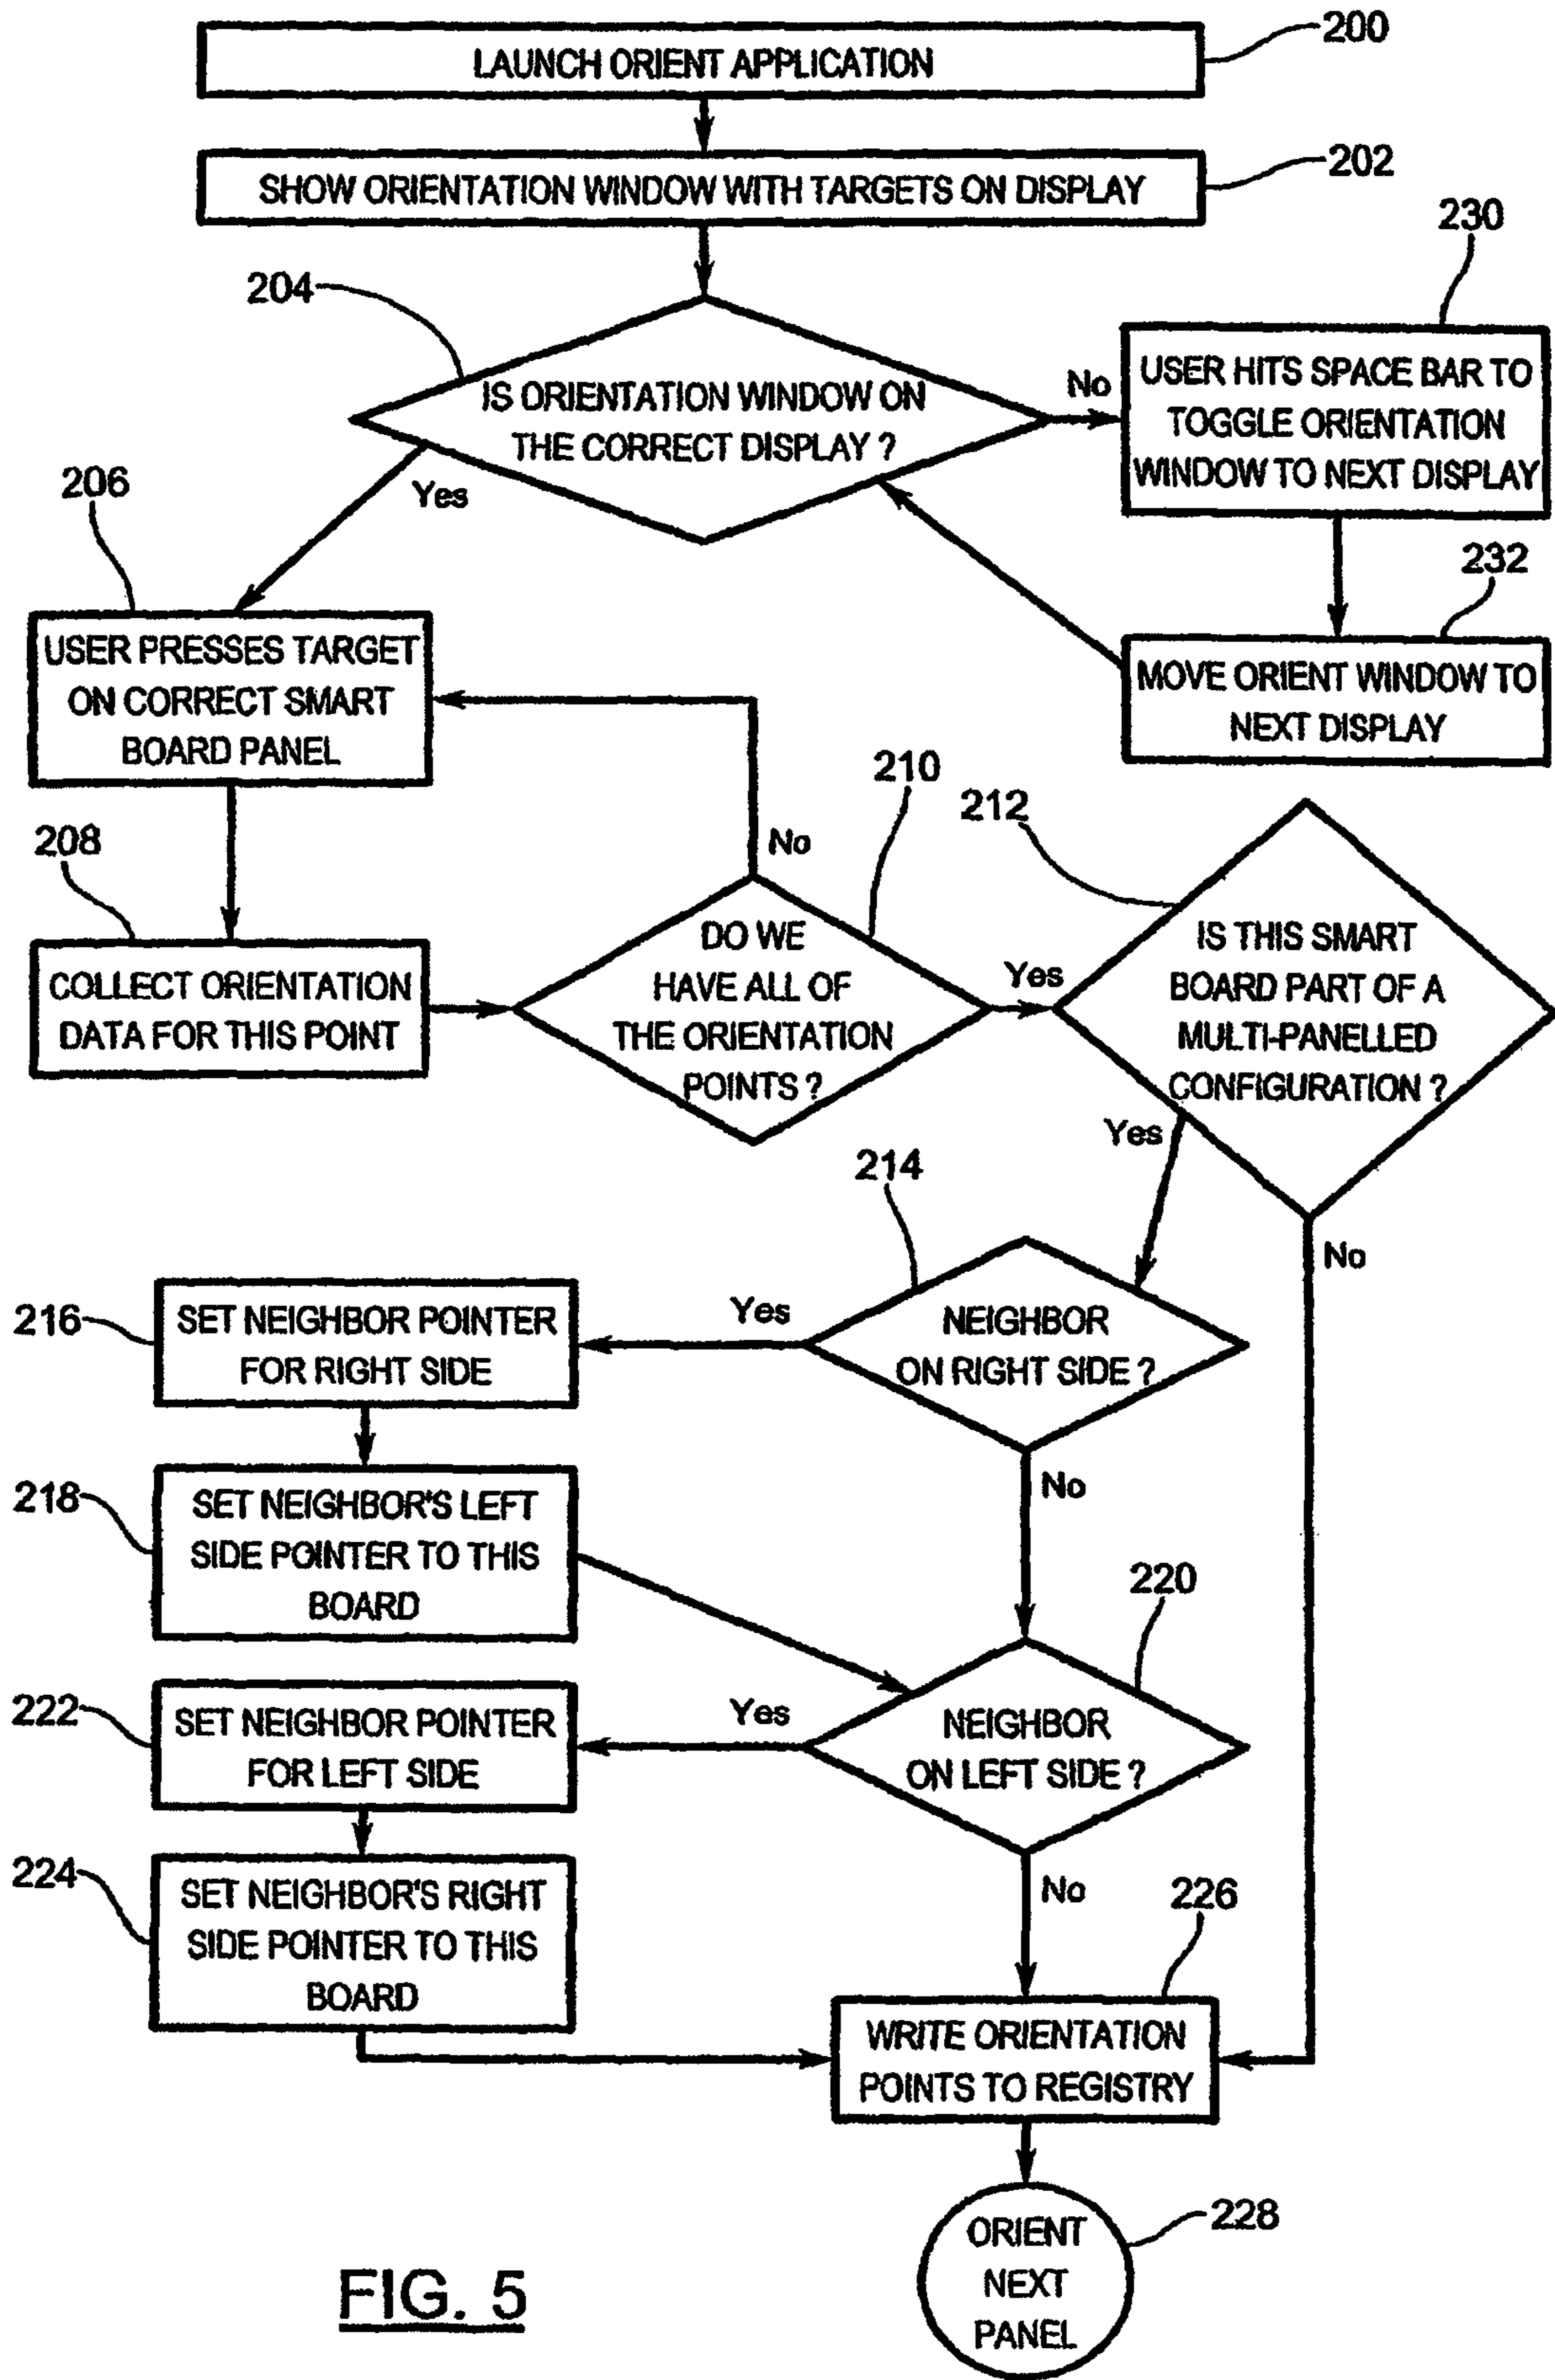 200
LAUNCH ORIENT APPLICATION
202
SHOW ORIENTATION WINDOW WITH TARGETS ON DISPLAY
204
IS ORIENTATION WINDOW ON
THE CORRECT DISPLAY ?
No
Yes
230
USER HITS SPACE BAR TO
TOGGLE ORIENTATION
WINDOW TO NEXT DISPLAY
232
MOVE ORIENT WINDOW TO
NEXT DISPLAY
206
USER PRESSES TARGET
ON CORRECT SMART
BOARD PANEL
208
COLLECT ORIENTATION
DATA FOR THIS POINT
210
No
DO WE
HAVE ALL OF
THE ORIENTATION
POINTS ?
Yes
212
IS THIS SMART
BOARD PART OF A
MULTI-PANELLED
CONFIGURATION ?
Yes
No
214
NEIGHBOR
ON RIGHT SIDE ?
Yes
No
216
SET NEIGHBOR POINTER
FOR RIGHT SIDE
218
SET NEIGHBOR'S LEFT
SIDE POINTER TO THIS
BOARD
220
NEIGHBOR
ON LEFT SIDE ?
Yes
No
222
SET NEIGHBOR POINTER
FOR LEFT SIDE
224
SET NEIGHBOR'S RIGHT
SIDE POINTER TO THIS
BOARD
226
WRITE ORIENTATION
POINTS TO REGISTRY
228
ORIENT
NEXT
PANEL
FIG. 5